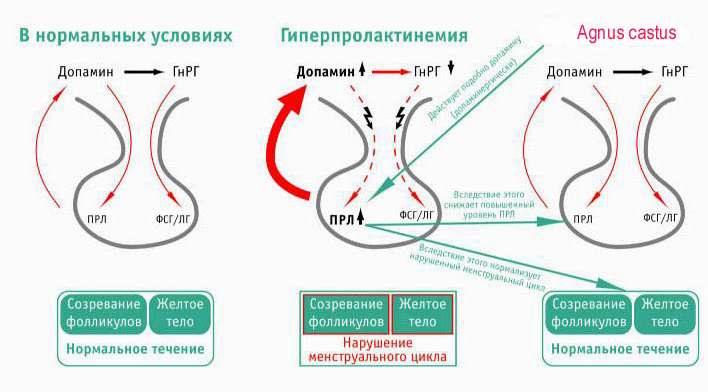 В нормальных условиях
Допамин
ГнРГ
ПРЛ
ФСГ/ЛГ
Созревание
фолликулов
Желтое
тело
Нормальное течение
Гиперпролактинемия
Допамин
ГнРГ
ПРЛ
ФСГ/ЛГ
Созревание
фолликулов
Желтое
тело
Нарушение
менструального цикла
Действует подобно допамину
(допаминергически)
Вследствие этого
снижает повышенный
уровень ПРЛ
Вследствие этого нормализует
нарушенный менструальный цикл
Agnus castus
Допамин
ГнРГ
ПРЛ
ФСГ/ЛГ
Созревание
фолликулов
Желтое
тело
Нормальное течение